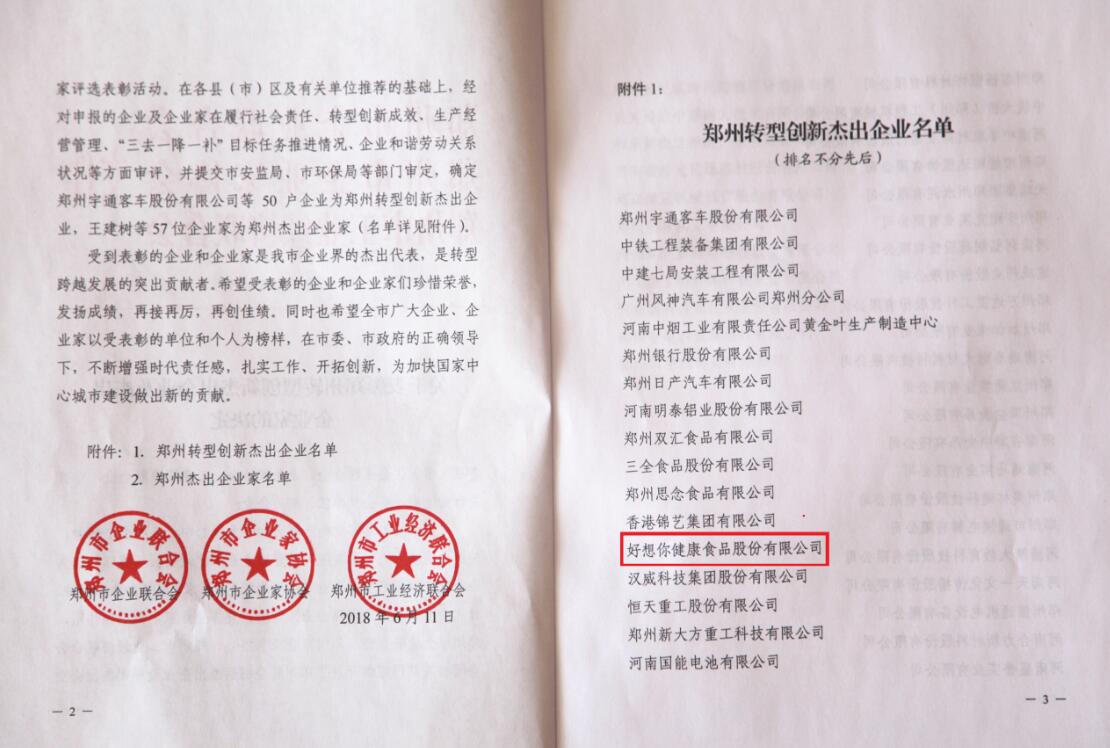 家评选表彰活动。在各县（市）区及有关单位推荐的基础上，经
对申报的企业及企业家在履行社会责任、转型创新成效、生产经
营管理、“三去一降一补”目标任务推进情况、企业和谐劳动关系
状况等方面审评，并提交市安监局、市环保局等部门审定，确定
郑州宇通客车股份有限公司等 50 户企业为郑州转型创新杰出企
业，王建树等 57 位企业家为郑州杰出企业家（名单详见附件）。
受到表彰的企业和企业家是我市企业界的杰出代表，是转型
跨越发展的突出贡献者。希望受表彰的企业和企业家们珍惜荣誉，
发扬成绩，再接再厉，再创佳绩。同时也希望全市广大企业、企
业家以受表彰的单位和个人为榜样，在市委、市政府的正确领导
下，不断增强时代责任感，扎实工作、开拓创新，为加快国家中
心城市建设做出新的贡献。
附件：1. 郑州转型创新杰出企业名单
2. 郑州杰出企业家名单
郑州市企业联合会
郑州市企业家协会
郑州市工业经济联合会
郑州市企业联合会 郑州市企业家协会 郑州市工业经济联合会
2018 年 6 月 11 日
— 2 —
附件 1：
郑州转型创新杰出企业名单
（排名不分先后）
郑州宇通客车股份有限公司
中铁工程装备集团有限公司
中建七局安装工程有限公司
广州风神汽车有限公司郑州分公司
河南中烟工业有限责任公司黄金叶生产制造中心
郑州银行股份有限公司
郑州日产汽车有限公司
河南明泰铝业股份有限公司
郑州双汇食品有限公司
三全食品股份有限公司
郑州思念食品有限公司
香港锦艺集团有限公司
好想你健康食品股份有限公司
汉威科技集团股份有限公司
恒天重工股份有限公司
郑州新大方重工科技有限公司
河南国能电池有限公司
— 3 —